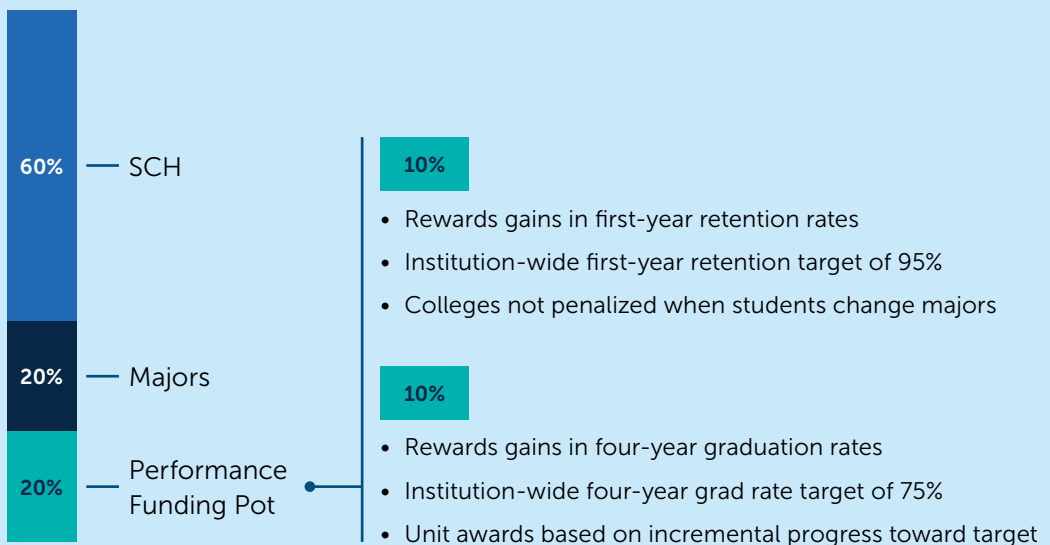 60%
SCH
20%
Majors
20%
Performance
Funding Pot
10%
• Rewards gains in first-year retention rates
• Institution-wide first-year retention target of 95%
• Colleges not penalized when students change majors
10%
• Rewards gains in four-year graduation rates
• Institution-wide four-year grad rate target of 75%
• Unit awards based on incremental progress toward target